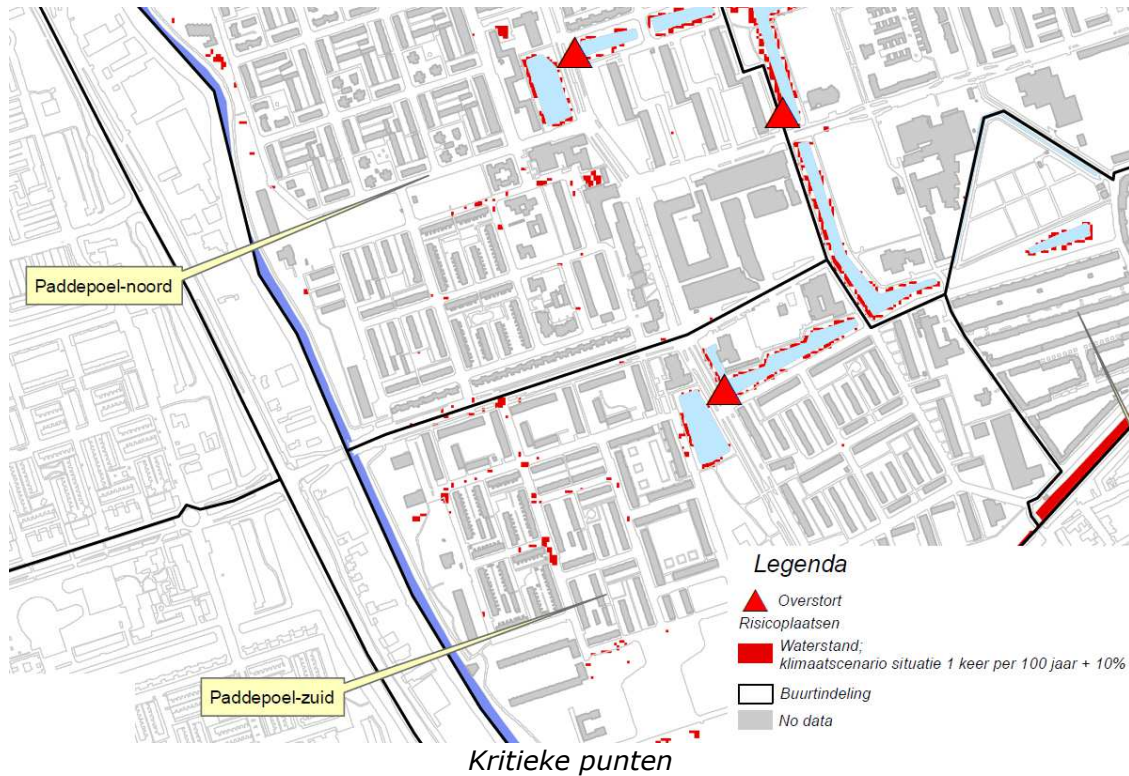 Paddepoel-noord
Paddepoel-zuid
Legenda
Overstort
Risicoplaatsen
Waterstand;
klimaatscenario situatie 1 keer per 100 jaar + 10%
Buurtindeling
No data
Kritieke punten